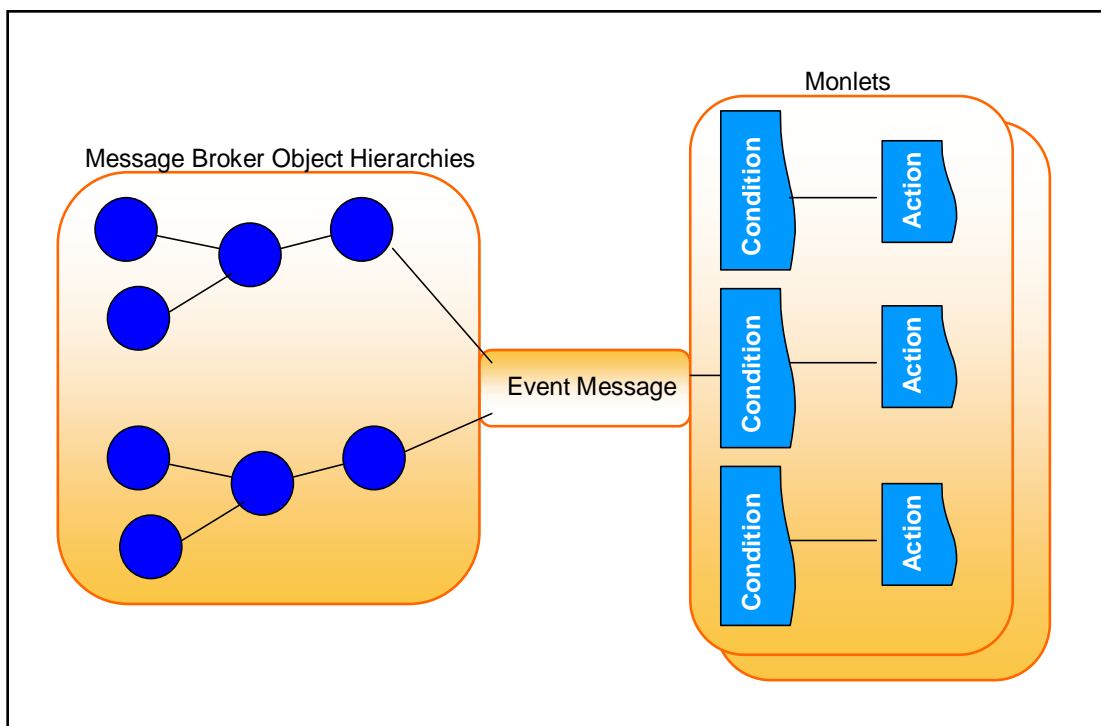 Monlets
Message Broker Object Hierarchies
Event Message
Condition
Action
Condition
Action
Condition
Action